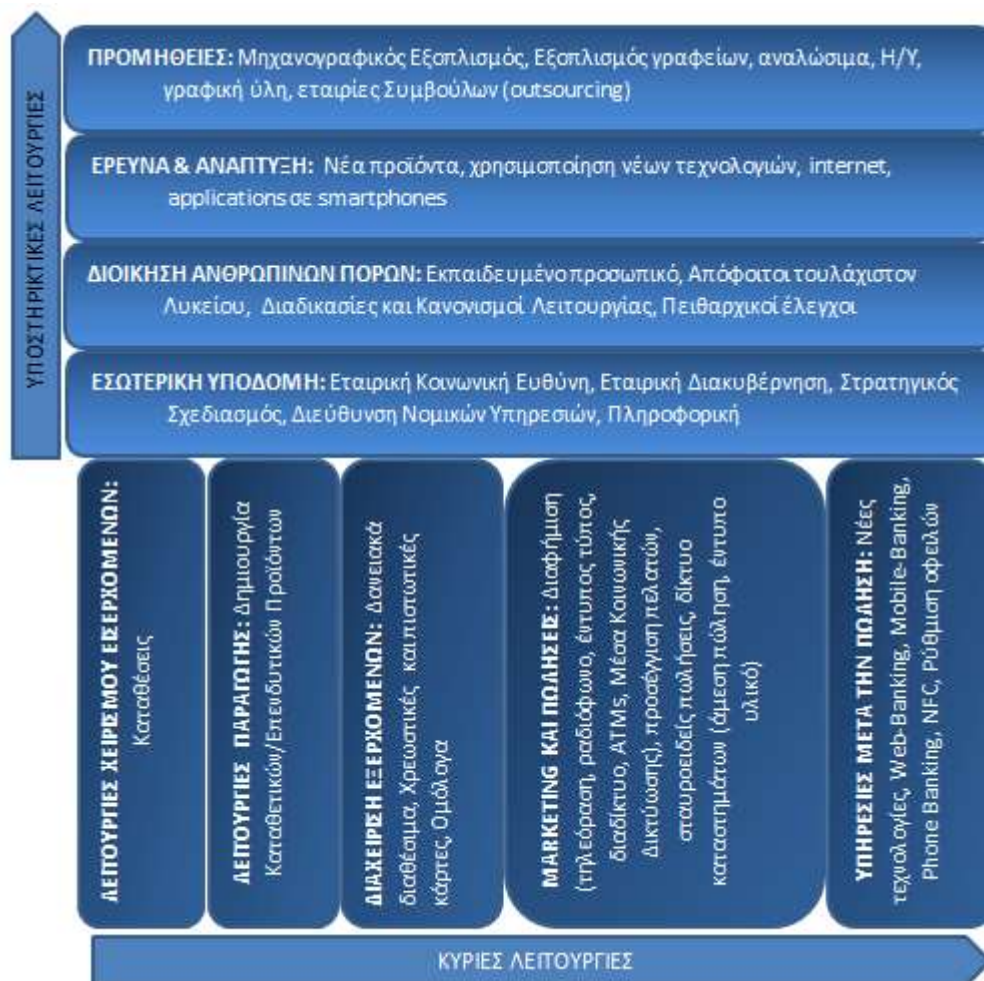 ΥΠΟΣΤΗΡΙΚΤΙΚΕΣ ΛΕΙΤΟΥΡΓΙΕΣ
ΠΡΟΜΗΘΕΙΕΣ: Μηχανογραφικός Εξοπλισμός, Εξοπλισμός γραφείων, αναλώσιμα, Η/Υ,
γραφική ύλη, εταιρίες Συμβούλων (outsourcing)
ΕΡΕΥΝΑ & ΑΝΑΠΤΥΞΗ: Νέα προϊόντα, χρησιμοποίηση νέων τεχνολογιών, internet,
applications σε smartphones
ΔΙΟΙΚΗΣΗ ΑΝΘΡΩΠΙΝΩΝ ΠΟΡΩΝ: Εκπαιδευμένο προσωπικό, Απόφοιτοι τουλάχιστον
Λυκείου, Διαδικασίες και Κανονισμοί Λειτουργίας, Πειθαρχικοί έλεγχοι
ΕΣΩΤΕΡΙΚΗ ΥΠΟΔΟΜΗ: Εταιρική Κοινωνική Ευθύνη, Εταιρική Διακυβέρνηση, Στρατηγικός
Σχεδιασμός, Διεύθυνση Νομικών Υπηρεσιών, Πληροφορική
ΛΕΙΤΟΥΡΓΙΕΣ ΧΕΙΡΙΣΜΟΥ ΕΙΣΕΡΧΟΜΕΝΩΝ:
Καταθέσεις
ΛΕΙΤΟΥΡΓΙΕΣ ΠΑΡΑΓΩΓΗΣ: Δημιουργία
Καταθετικών/Επενδυτικών Προϊόντων
ΔΙΑΧΕΙΡΙΣΗ ΕΞΕΡΧΟΜΕΝΩΝ: Δανειακά
διαθέσιμα, Χρεωστικές και πιστωτικές
κάρτες, Ομόλογα
MARKETING ΚΑΙ ΠΩΛΗΣΕΙΣ: Διαφήμιση
(τηλεόραση, ραδιόφωνο, έντυπος τύπος,
διαδίκτυο, ATMs, Μέσα Κοινωνικής
Δικτύωσης), προσέγγιση πελατών,
σταυροειδείς πωλήσεις, δίκτυο
καταστημάτων (άμεση πώληση, έντυπο
υλικό)
ΥΠΗΡΕΣΙΕΣ ΜΕΤΑ ΤΗΝ ΠΩΛΗΣΗ: Νέες
τεχνολογίες, Web-Banking, Mobile-Banking,
Phone Banking, NFC, Ρύθμιση οφειλών
ΚΥΡΙΕΣ ΛΕΙΤΟΥΡΓΙΕΣ